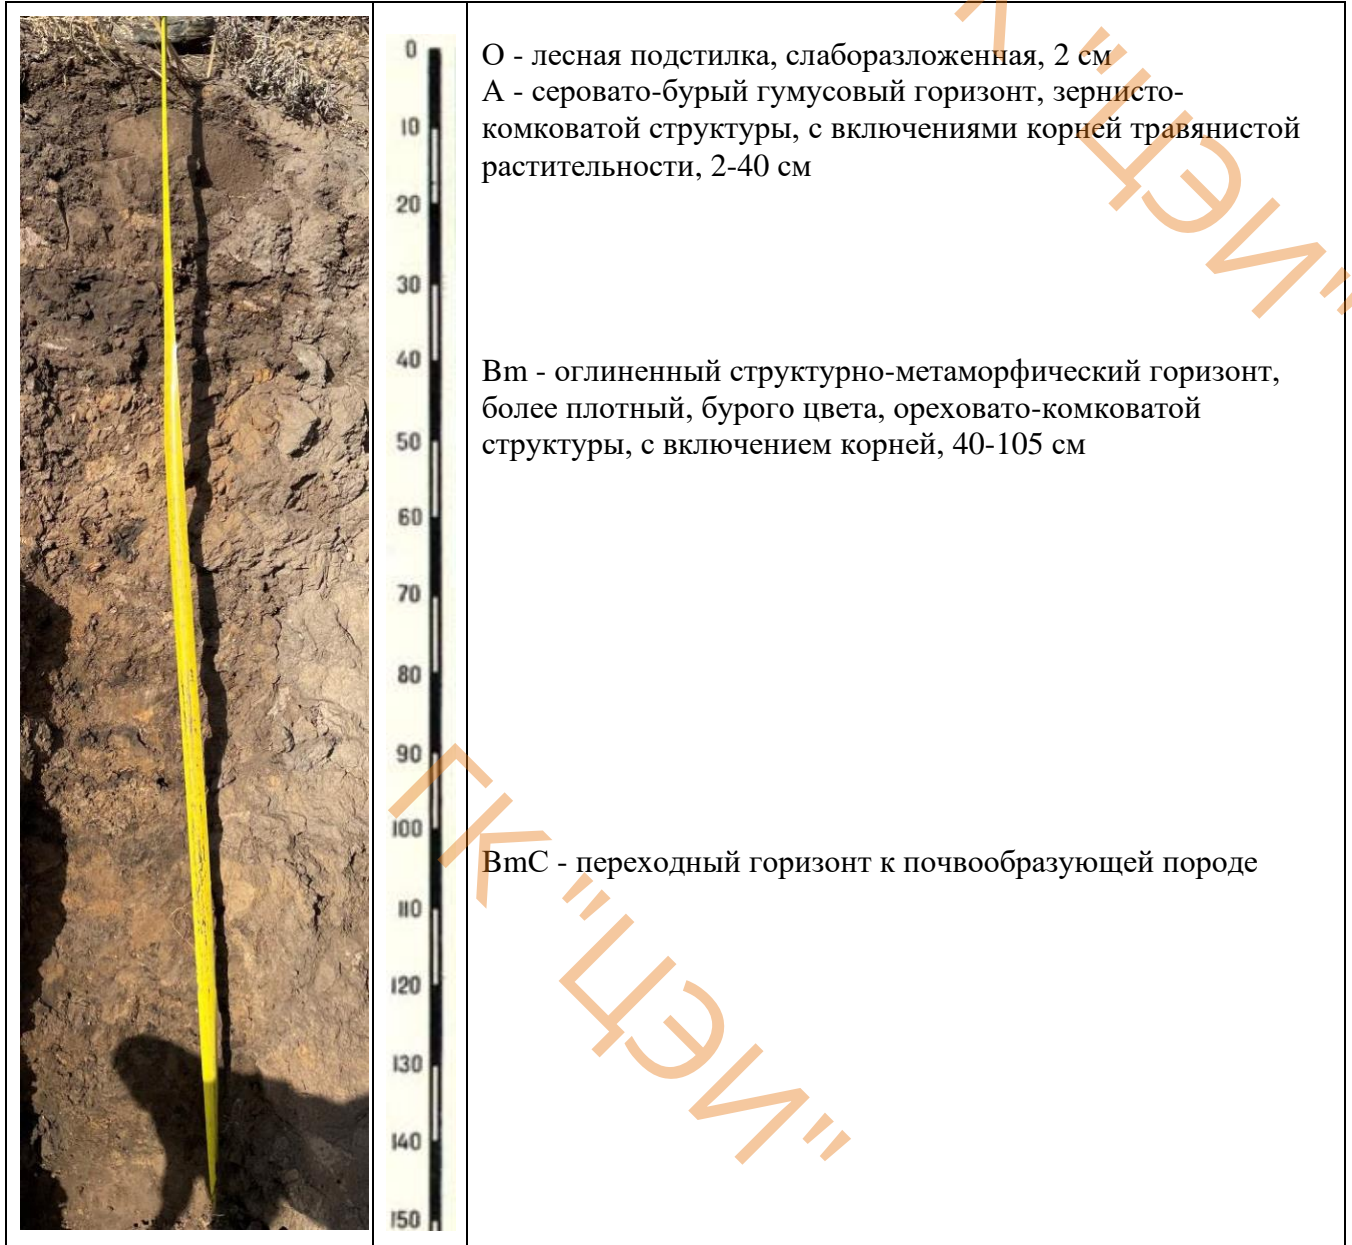 О - лесная подстилка, слаборазложенная, 2 см
А - серовато-бурый гумусовый горизонт, зернисто-
комковатой структуры, с включениями корней травянистой
растительности, 2-40 см
Bm - оглиненный структурно-метаморфический горизонт,
более плотный, бурого цвета, ореховато-комковатой
структуры, с включением корней, 40-105 см
BmC - переходный горизонт к почвообразующей породе
0
10
20
30
40
50
60
70
80
90
100
110
120
130
140
150
ГК "ИЭЦ"
К "ИЭЦ"